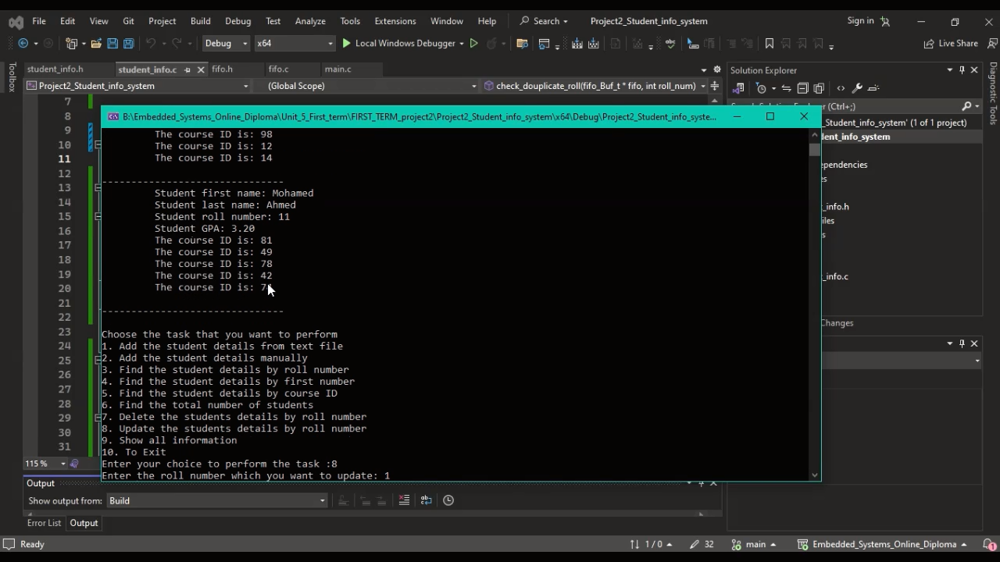 File Edit View Git Project Build Debug Test Analyze Tools Extensions Window Help Search Project2_Student_info_system Sign in
Debug x64 Local Windows Debugger Live Share
student_info.h student_info.c fifo.h fifo.c main.c
Toolbox
Project2_Student_info_system (Global Scope) check_douplicate_roll(fifo_Buf_t * fifo, int roll_num)
Solution Explorer
Diagnostic Tools
(Ctrl+;)
_Student_info_system' (1 of 1 project)
dent_info_system
ependencies
es
_info.h
iles
_info.c
Changes
7
8
9
10
11
12
13
14
15
16
17
18
19
20
21
22
23
24
25
26
27
28
29
30
31
B:\Embedded_Systems_Online_Diploma\Unit_5_First_term\FIRST_TERM_project2\Project2_Student_info_system\x64\Debug\Project2_Student_info_syste...
The course ID is: 98
The course ID is: 12
The course ID is: 14
-------------------------------
Student first name: Mohamed
Student last name: Ahmed
Student roll number: 11
Student GPA: 3.20
The course ID is: 81
The course ID is: 49
The course ID is: 78
The course ID is: 42
The course ID is:
-------------------------------
Choose the task that you want to perform
1. Add the student details from text file
2. Add the student details manually
3. Find the student details by roll number
4. Find the student details by first number
5. Find the student details by course ID
6. Find the total number of students
7. Delete the students details by roll number
8. Update the students details by roll number
9. Show all information
10. To Exit
Enter your choice to perform the task :8
Enter the roll number which you want to update: 1
115 %
Output
Show output from: Build
Error List Output
Ready 1 / 0 32 main Embedded_Systems_Online_Diploma 1